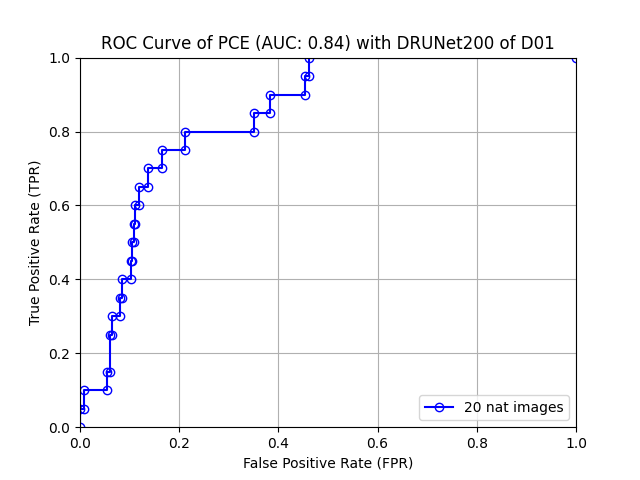 ROC Curve of PCE (AUC: 0.84) with DRUNet200 of D01
1.0
0.8
0.6
0.4
0.2
0.0
True Positive Rate (TPR)
20 nat images
0.0 0.2 0.4 0.6 0.8 1.0
False Positive Rate (FPR)